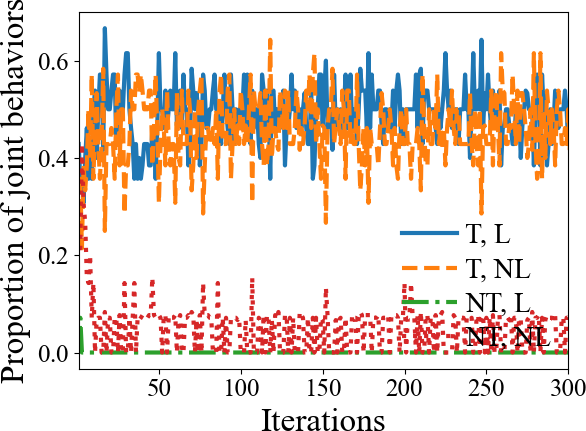 Proportion of joint behaviors
0.6
0.4
0.2
0.0
T, L
T, NL
NT, L
NT, NL
50
100
150
200
250
300
Iterations